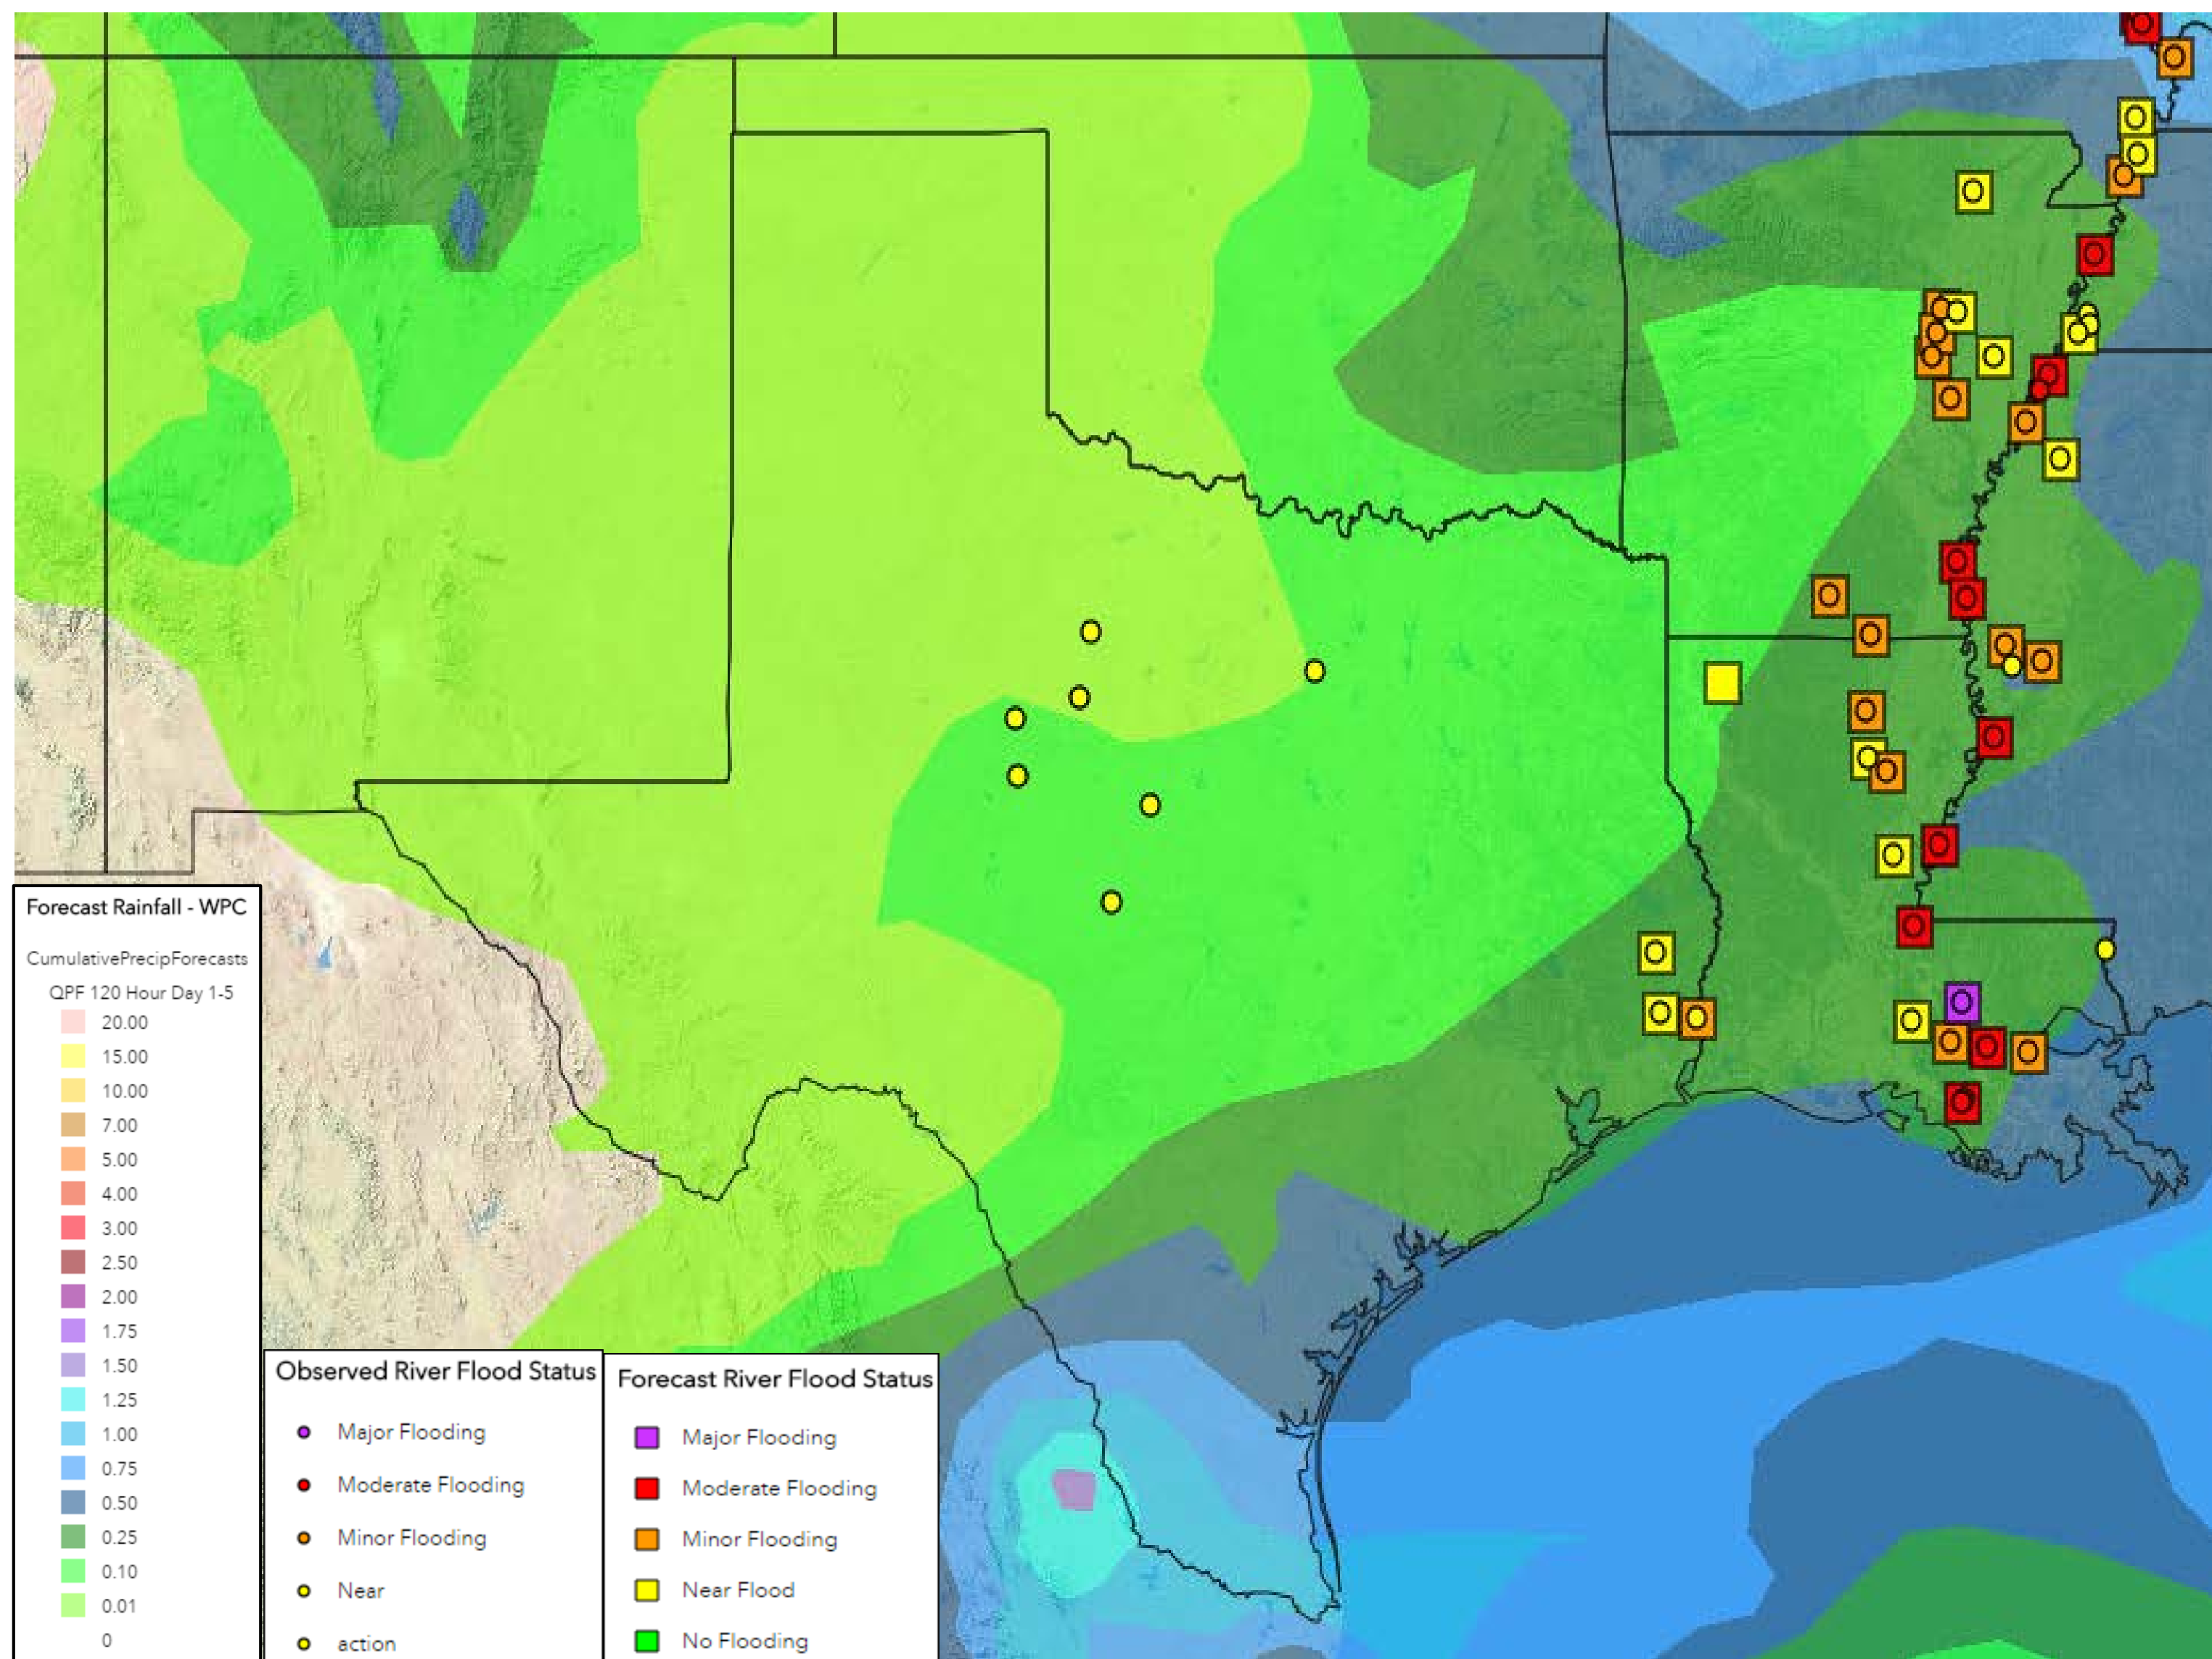 Forecast Rainfall - WPC
CumulativePrecipForecasts
QPF 120 Hour Day 1-5
20.00
15.00
10.00
7.00
5.00
4.00
3.00
2.50
2.00
1.75
1.50
1.25
1.00
0.75
0.50
0.25
0.10
0.01
0
Observed River Flood Status
Major Flooding
Moderate Flooding
Minor Flooding
Near
action
Forecast River Flood Status
Major Flooding
Moderate Flooding
Minor Flooding
Near Flood
No Flooding